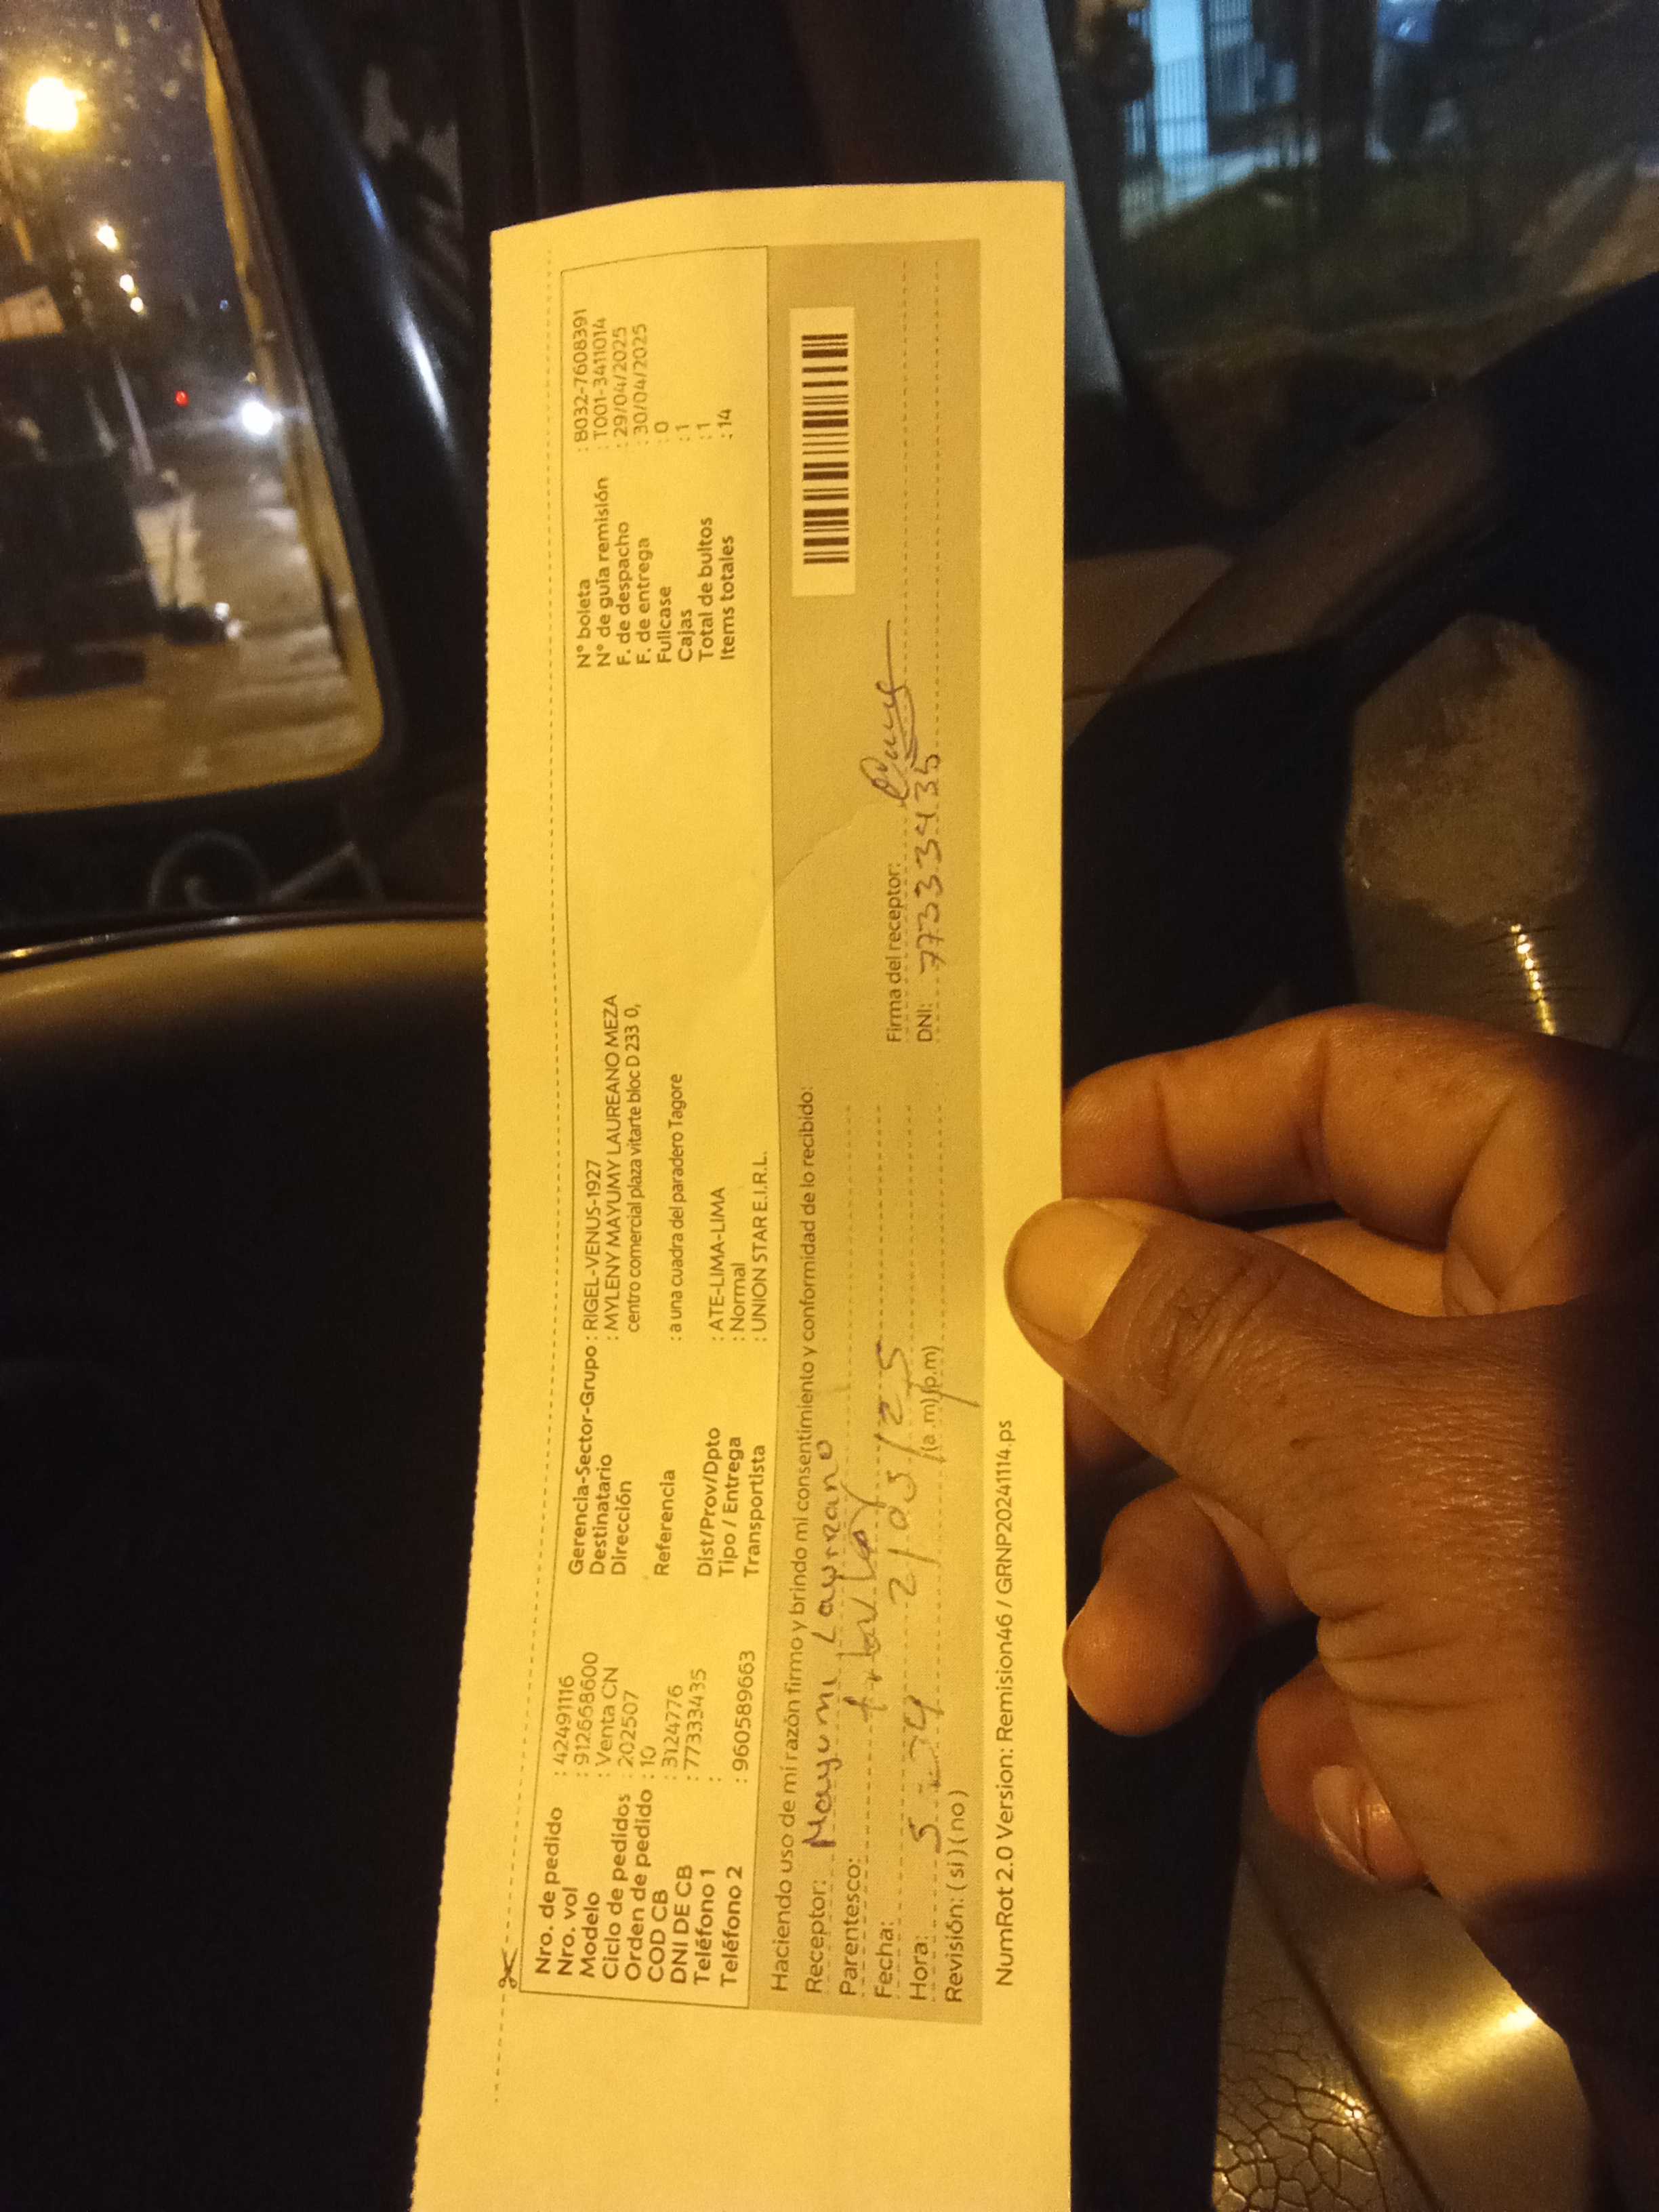 Nro. de pedido : 42491116
Nro. vol : 912668600
Modelo : Venta CN
Ciclo de pedidos : 202507
Orden de pedido : 10
COD CB : 3124776
DNI DE CB : 77333435
Teléfono 1 :
Teléfono 2 : 960589663
Gerencia-Sector-Grupo : RIGEL-VENUS-1927
Destinatario : MYLENY MAYUMY LAUREANO MEZA
Dirección centro comercial plaza vitarte bloc D 233 0,
Referencia : a una cuadra del paradero Tagore
Dist/Prov/Dpto : ATE-LIMA-LIMA
Tipo / Entrega : Normal
Transportista : UNION STAR E.I.R.L.
N° boleta : B032-7608391
N° de guía remisión : T001-3411014
F. de despacho : 29/04/2025
F. de entrega : 30/04/2025
Fullcase : 0
Cajas : 1
Total de bultos : 1
Items totales : 14
Haciendo uso de mi razón firmo y brindo mi consentimiento y conformidad de lo recibido:
Receptor: Mayumi Laureano
Parentesco: titular
Fecha: 2/05/25
Hora: 5 (a.m) (p.m)
Revisión: ( si ) ( no )
Firma del receptor:
DNI: 77333435
NumRot 2.0 Version: Remision46 / GRNP20241114.ps